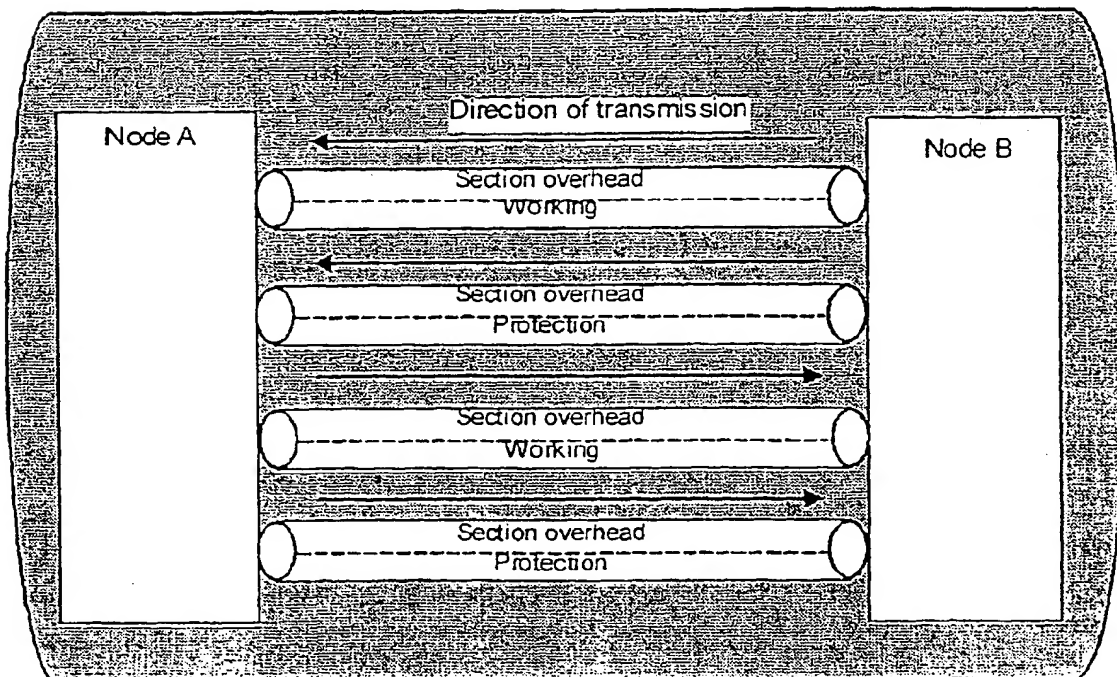 Direction of transmission
Node A
Node B
Section overhead
Working
Section overhead
Protection
Section overhead
Working
Section overhead
Protection